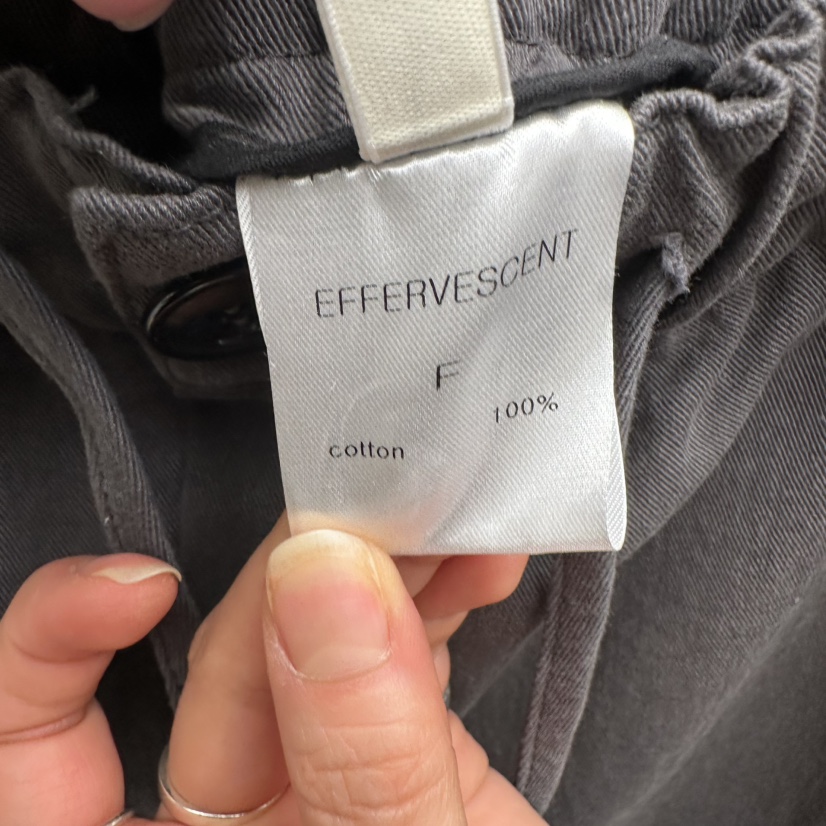 EFFERVESCENT
F
cotton 100%